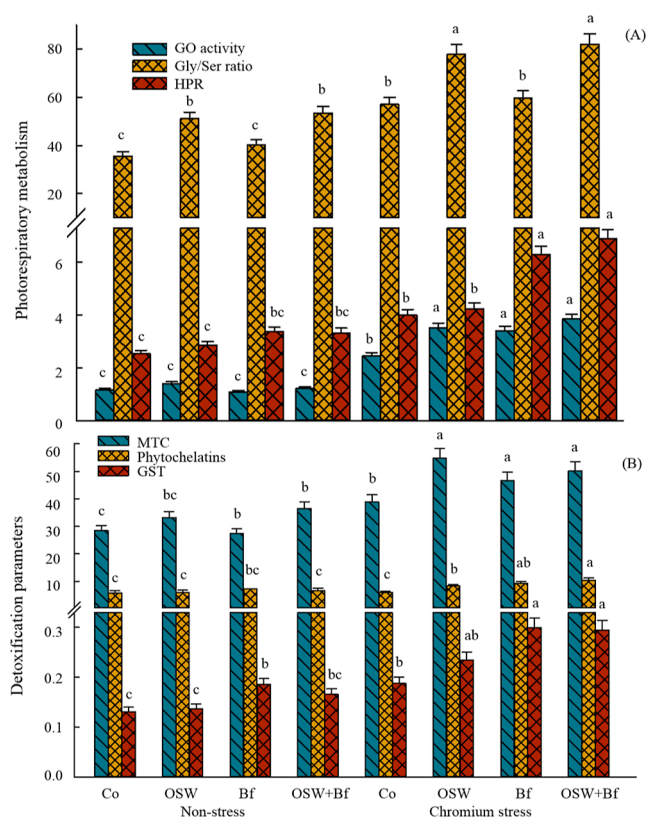 (A)
GO activity
Gly/Ser ratio
HPR
Photorespiratory metabolism
80
60
40
20
6
4
2
0
c c c
c b c
c c bc
c b bc
b b b
a a a
a b a
a a a
(B)
MTC
Phytochelatins
GST
Detoxification parameters
60
50
40
30
20
10
0.3
0.2
0.1
0.0
c c c
bc c c
b bc b
b c bc
b c b
a b ab
a ab a
a a a
Co OSW Bf OSW+Bf Co OSW Bf OSW+Bf
Non-stress Chromium stress